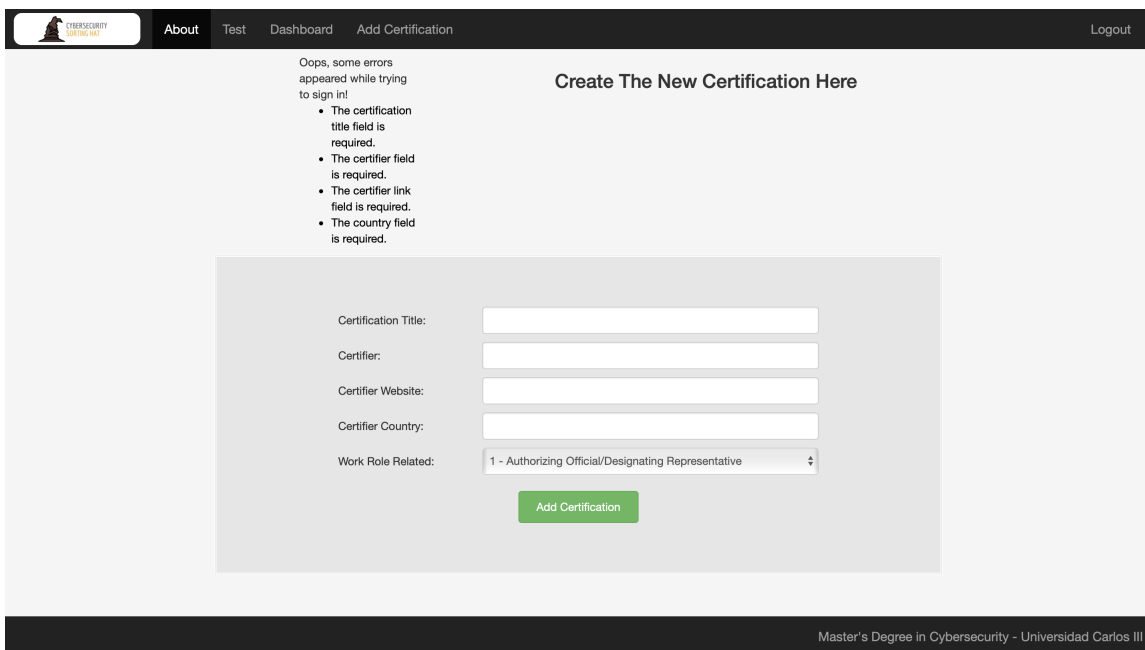 CYBERSECURITY
SORTING HAT
About
Test
Dashboard
Add Certification
Logout
Oops, some errors
appeared while trying
to sign in!
• The certification
title field is
required.
• The certifier field
is required.
• The certifier link
field is required.
• The country field
is required.
Create The New Certification Here
Certification Title:
Certifier:
Certifier Website:
Certifier Country:
Work Role Related:
1 - Authorizing Official/Designating Representative
Add Certification
Master's Degree in Cybersecurity - Universidad Carlos III